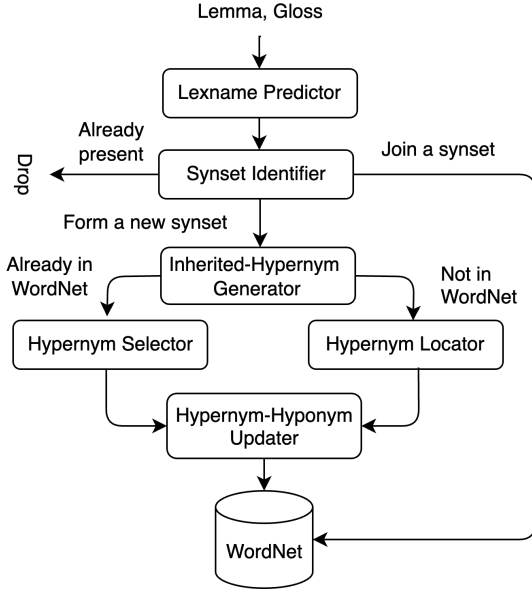 Lemma, Gloss
Lexname Predictor
Already
present
Join a synset
Drop
Synset Identifier
Form a new synset
Already in
WordNet
Inherited-Hypernym
Generator
Not in
WordNet
Hypernym Selector
Hypernym Locator
Hypernym-Hyponym
Updater
WordNet